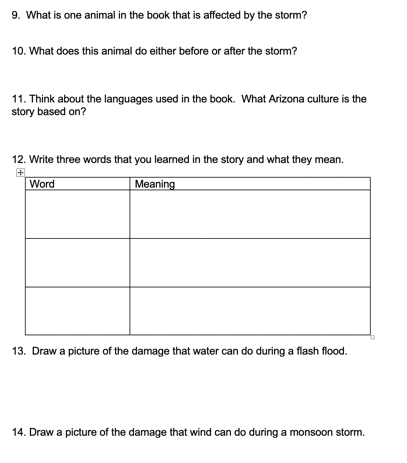 9. What is one animal in the book that is affected by the storm?
10. What does this animal do either before or after the storm?
11. Think about the languages used in the book. What Arizona culture is the
story based on?
12. Write three words that you learned in the story and what they mean.
Word Meaning
13. Draw a picture of the damage that water can do during a flash flood.
14. Draw a picture of the damage that wind can do during a monsoon storm.